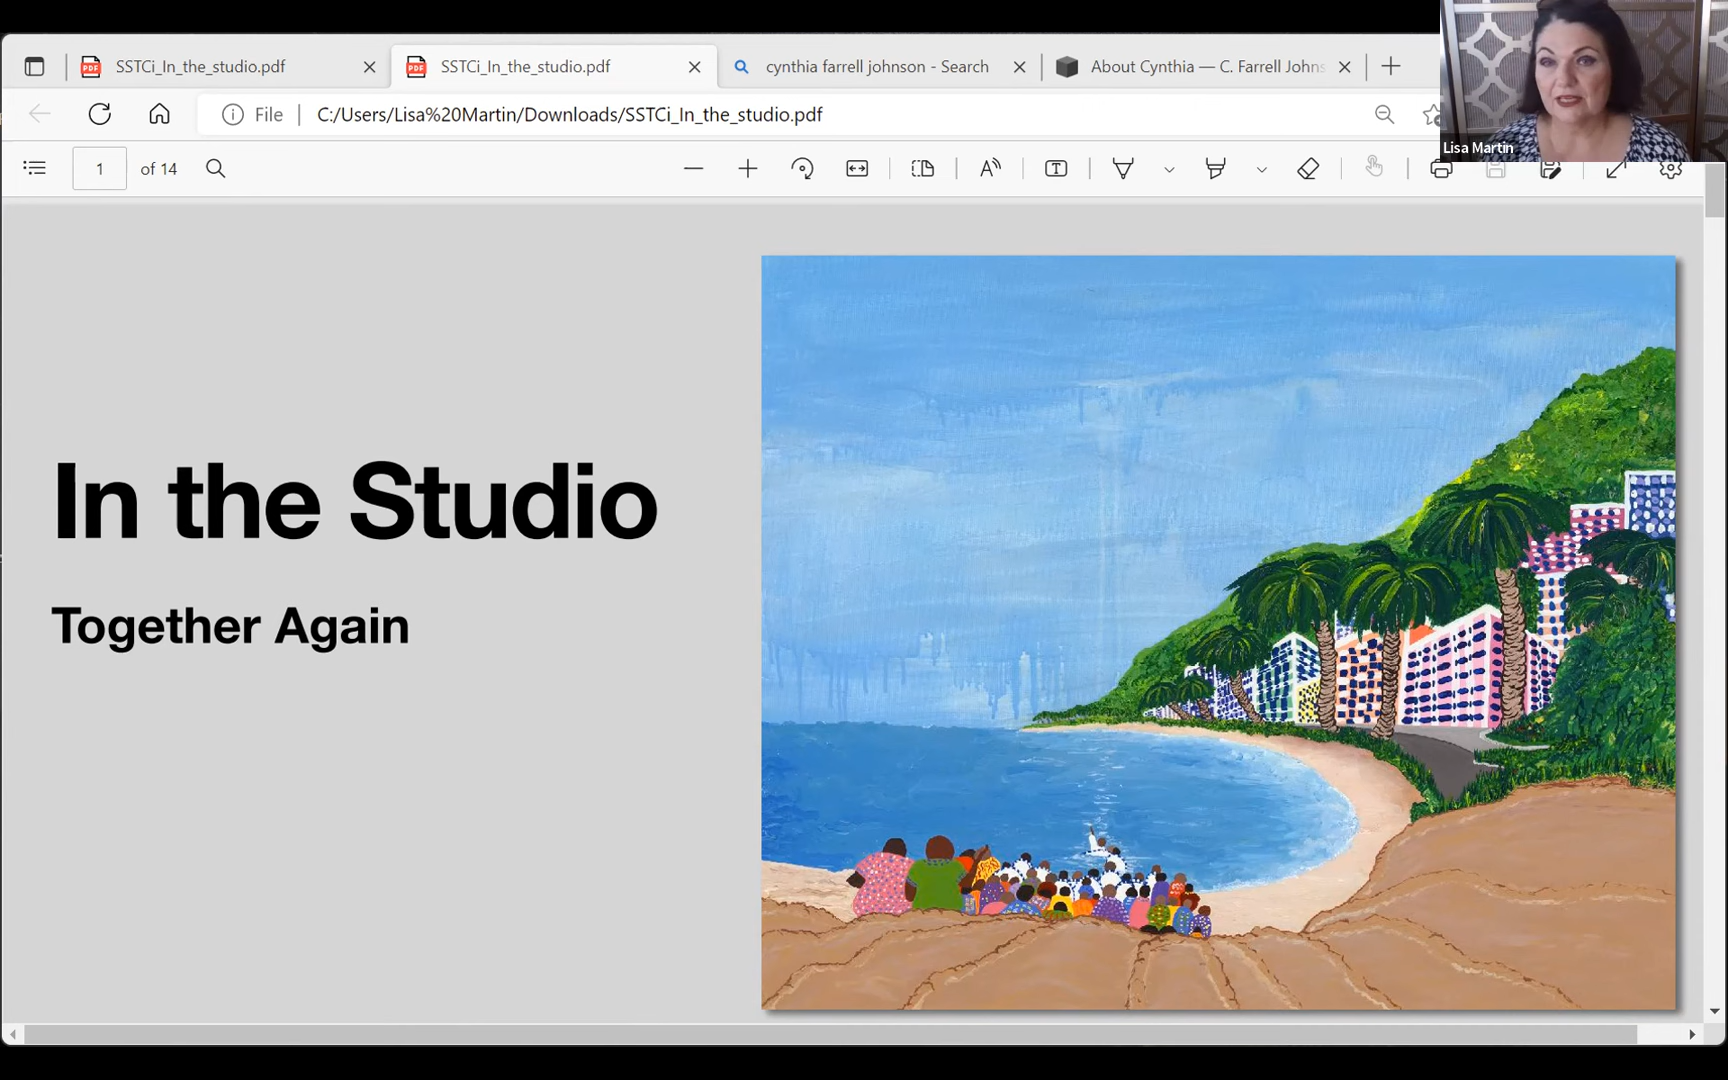 SSTCi_In_the_studio.pdf
SSTCi_In_the_studio.pdf
cynthia farrell johnson - Search
About Cynthia — C. Farrell Johns
File
C:/Users/Lisa%20Martin/Downloads/SSTCi_In_the_studio.pdf
Lisa Martin
1 of 14
In the Studio
Together Again